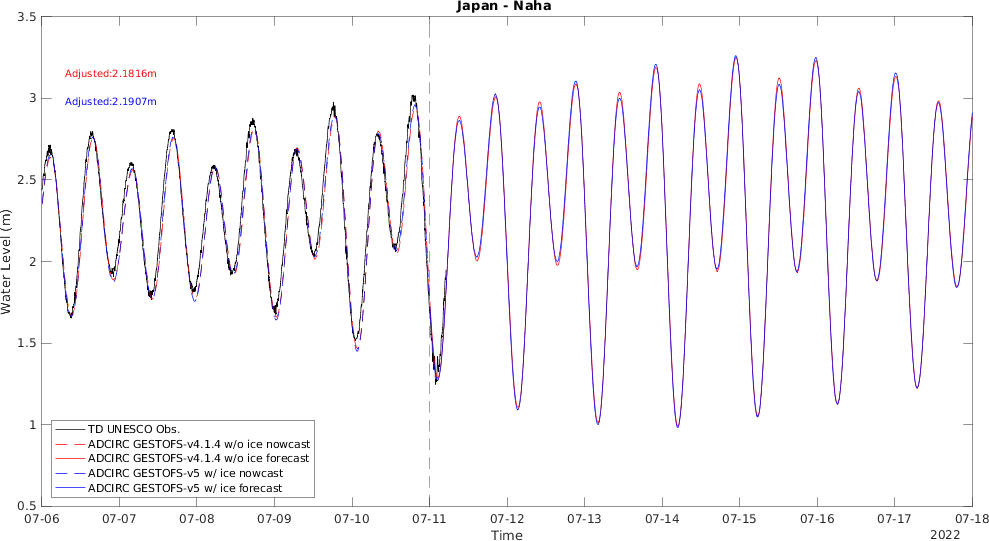 Japan - Naha
3.5
3
2.5
2
1.5
1
0.5
Water Level (m)
Adjusted:2.1816m
Adjusted:2.1907m
TD UNESCO Obs.
ADCIRC GESTOFS-v4.1.4 w/o ice nowcast
ADCIRC GESTOFS-v4.1.4 w/o ice forecast
ADCIRC GESTOFS-v5 w/ ice nowcast
ADCIRC GESTOFS-v5 w/ ice forecast
07-06 07-07 07-08 07-09 07-10 07-11 07-12 07-13 07-14 07-15 07-16 07-17 07-18
Time
2022